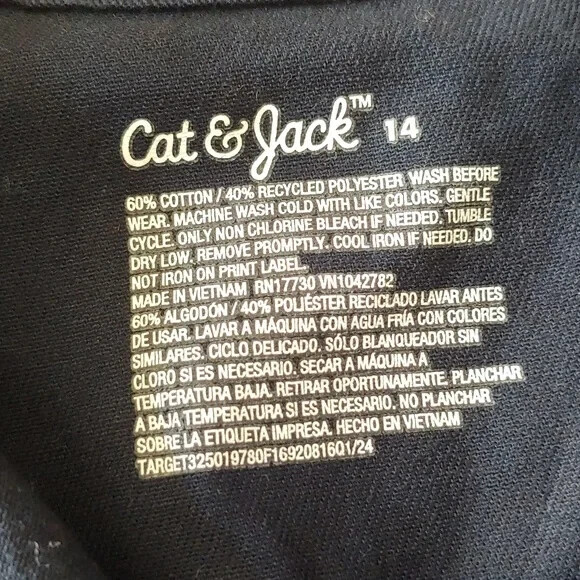 Cat & Jack™ 14
60% COTTON / 40% RECYCLED POLYESTER WASH BEFORE
WEAR. MACHINE WASH COLD WITH LIKE COLORS. GENTLE
CYCLE. ONLY NON CHLORINE BLEACH IF NEEDED. TUMBLE
DRY LOW. REMOVE PROMPTLY. COOL IRON IF NEEDED. DO
NOT IRON ON PRINT LABEL.
MADE IN VIETNAM RN17730 VN1042782
60% ALGODÓN / 40% POLIÉSTER RECICLADO LAVAR ANTES
DE USAR. LAVAR A MÁQUINA CON AGUA FRÍA CON COLORES
SIMILARES. CICLO DELICADO. SÓLO BLANQUEADOR SIN
CLORO SI ES NECESARIO. SECAR A MÁQUINA A
TEMPERATURA BAJA. RETIRAR OPORTUNAMENTE. PLANCHAR
A BAJA TEMPERATURA SI ES NECESARIO. NO PLANCHAR
SOBRE LA ETIQUETA IMPRESA. HECHO EN VIETNAM
TARGET325019780F16920816Q1/24